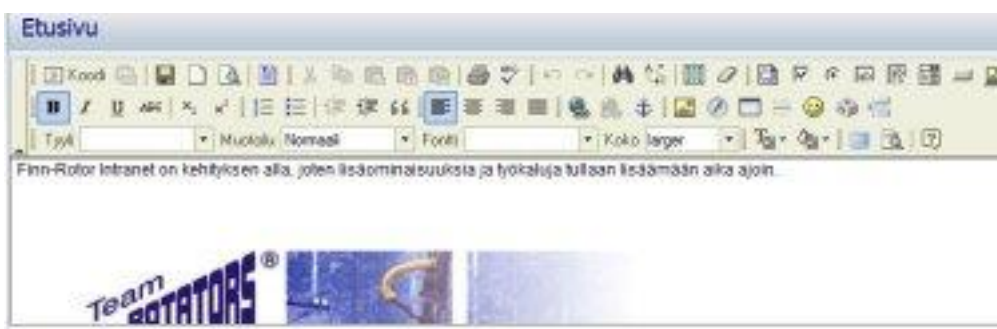 Etusivu
Koodi
B I U ABC
Tyyli Muotoilu Normaali Fontti Koko larger
Finn-Rotor Intranet on kehityksen alla, joten lisäominaisuuksia ja työkaluja tullaan lisäämään aika ajoin.
Team ®
ROTATORS